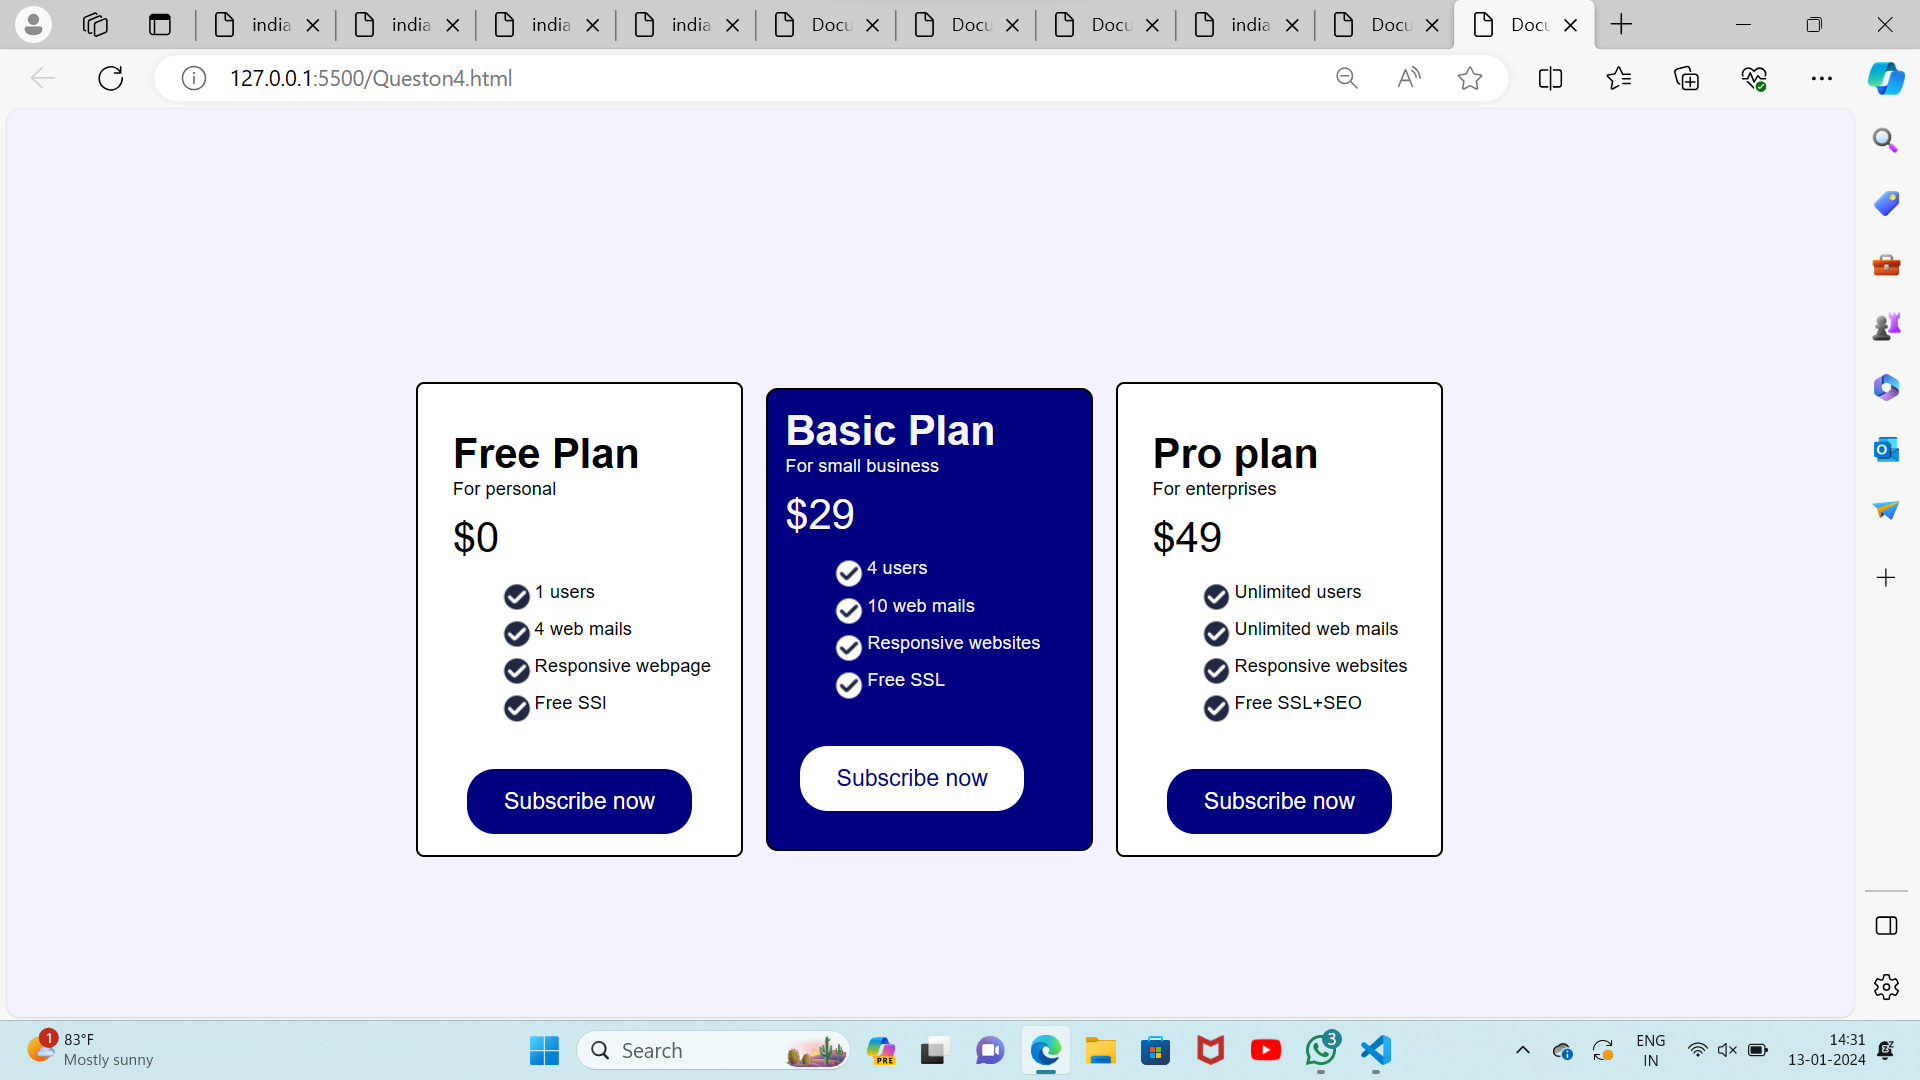 india
india
india
india
Docu
Docu
Docu
india
Docu
Docu
127.0.0.1:5500/Queston4.html
Free Plan
For personal
$0
1 users
4 web mails
Responsive webpage
Free SSl
Subscribe now
Basic Plan
For small business
$29
4 users
10 web mails
Responsive websites
Free SSL
Subscribe now
Pro plan
For enterprises
$49
Unlimited users
Unlimited web mails
Responsive websites
Free SSL+SEO
Subscribe now
1
83°F
Mostly sunny
Search
PRE
3
ENG
IN
14:31
13-01-2024